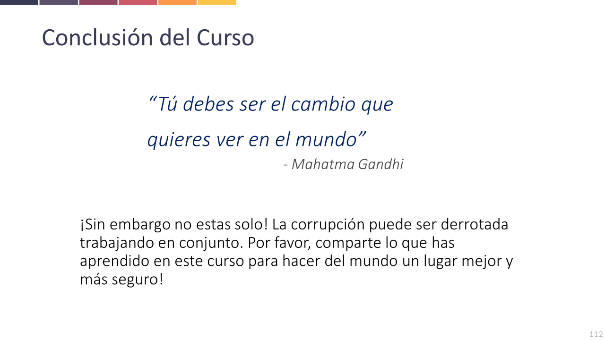 Conclusión del Curso
“Tú debes ser el cambio que
quieres ver en el mundo”
- Mahatma Gandhi
¡Sin embargo no estas solo! La corrupción puede ser derrotada
trabajando en conjunto. Por favor, comparte lo que has
aprendido en este curso para hacer del mundo un lugar mejor y
más seguro!
112